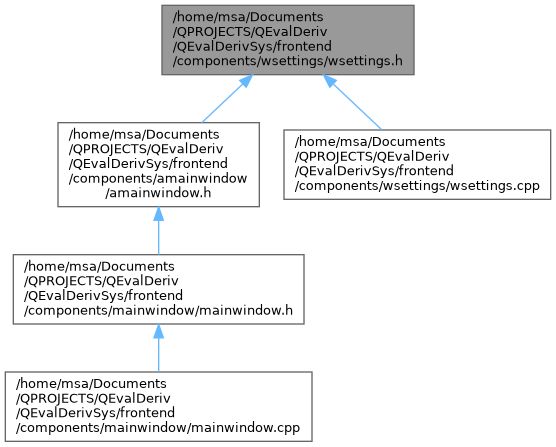 /home/msa/Documents
/QPROJECTS/QEvalDeriv
/QEvalDerivSys/frontend
/components/wsettings/wsettings.h
/home/msa/Documents
/QPROJECTS/QEvalDeriv
/QEvalDerivSys/frontend
/components/amainwindow
/amainwindow.h
/home/msa/Documents
/QPROJECTS/QEvalDeriv
/QEvalDerivSys/frontend
/components/wsettings/wsettings.cpp
/home/msa/Documents
/QPROJECTS/QEvalDeriv
/QEvalDerivSys/frontend
/components/mainwindow/mainwindow.h
/home/msa/Documents
/QPROJECTS/QEvalDeriv
/QEvalDerivSys/frontend
/components/mainwindow/mainwindow.cpp